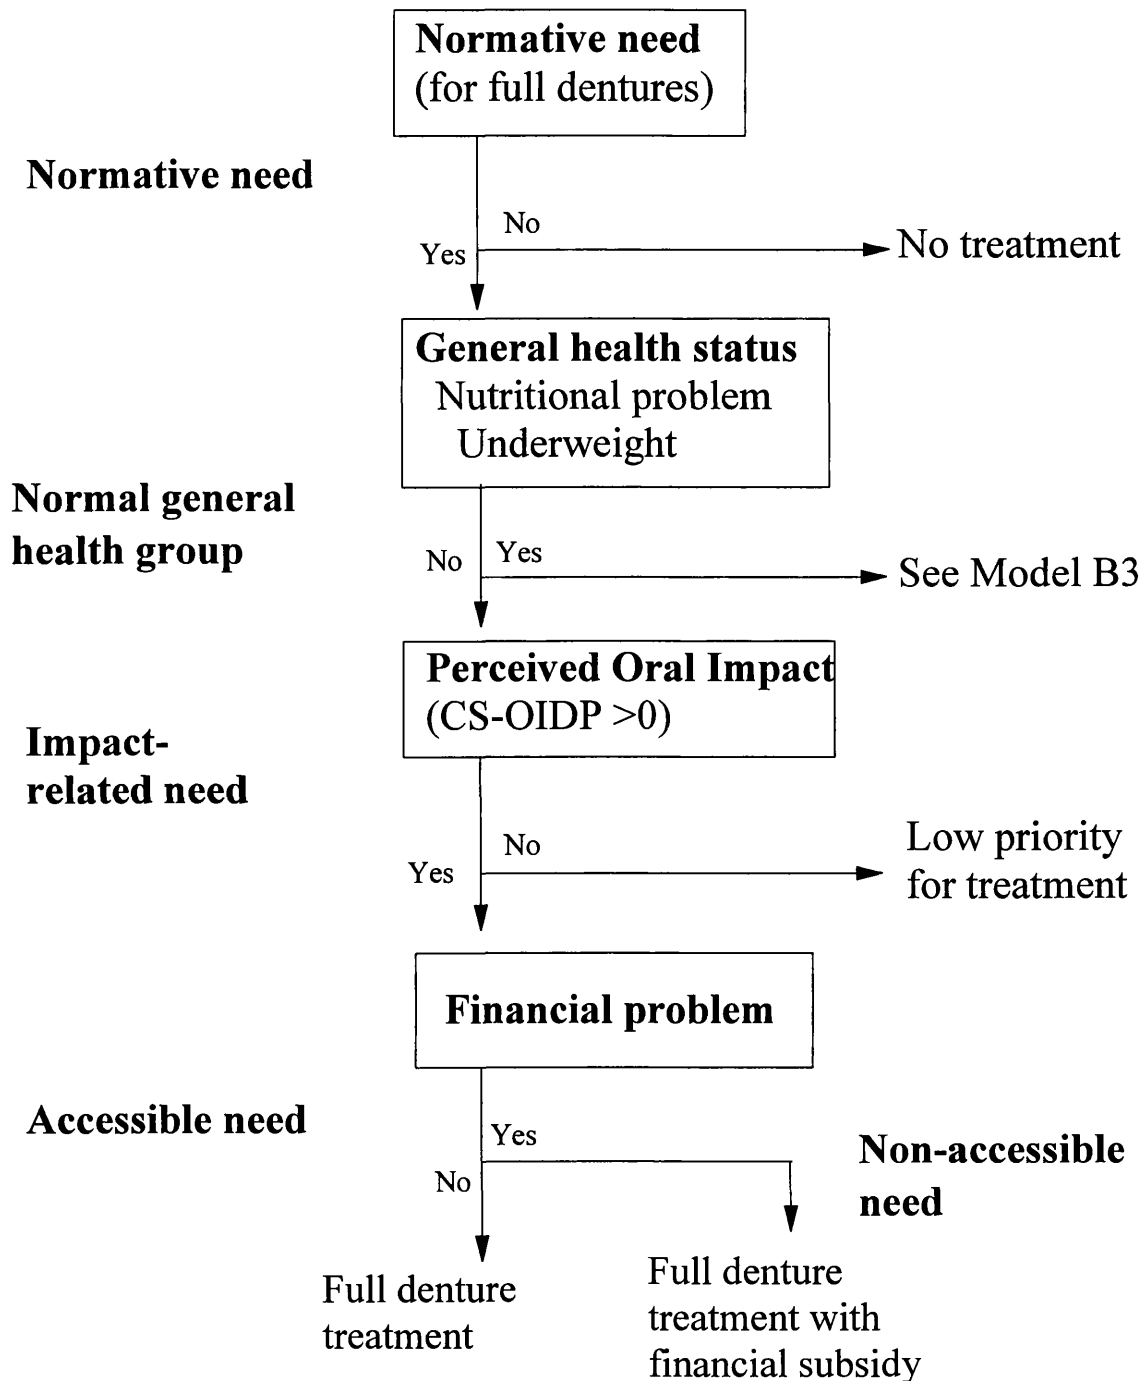 Normative need
(for full dentures)
Normative need
No
Yes
No treatment
General health status
Nutritional problem
Underweight
Normal general
health group
No
Yes
See Model B3
Perceived Oral Impact
(CS-OIDP >0)
Impact-
related need
No
Yes
Low priority
for treatment
Financial problem
Accessible need
Yes
No
Non-accessible
need
Full denture
treatment
Full denture
treatment with
financial subsidy